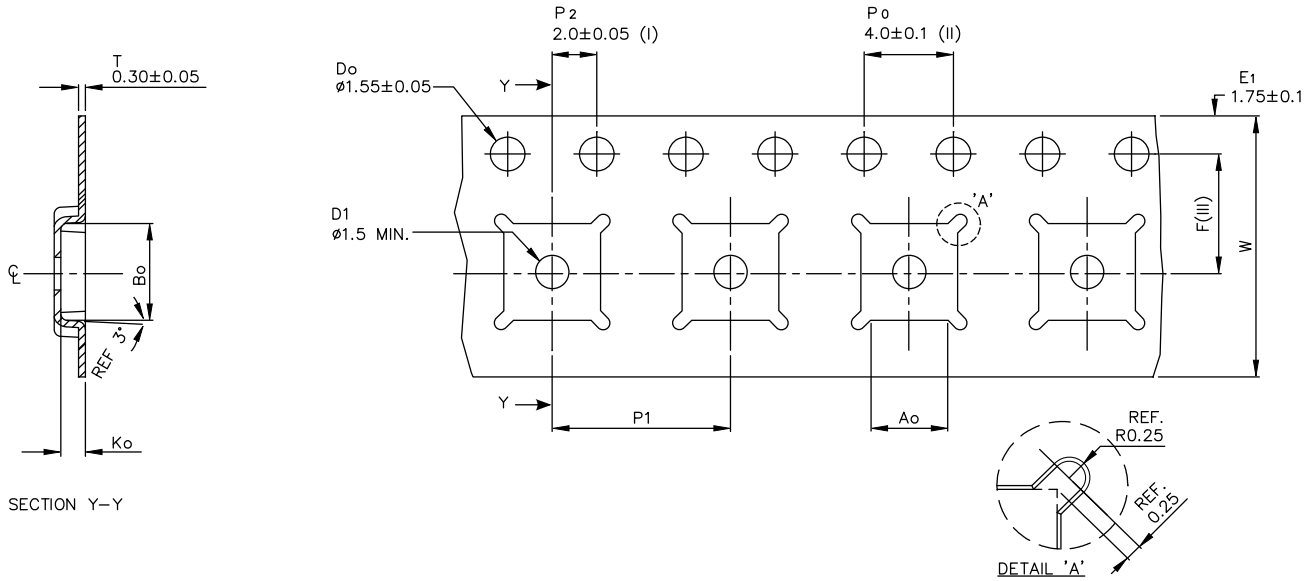 P2
2.0±0.05 (I)
Po
4.0±0.1 (II)
T
0.30±0.05
Do
ø1.55±0.05
Y
E1
1.75±0.1
'A'
D1
ø1.5 MIN.
F(III)
W
℄
Bo
REF 3°
Y
P1
Ao
Ko
REF.
R0.25
REF.
0.25
SECTION Y-Y
DETAIL 'A'